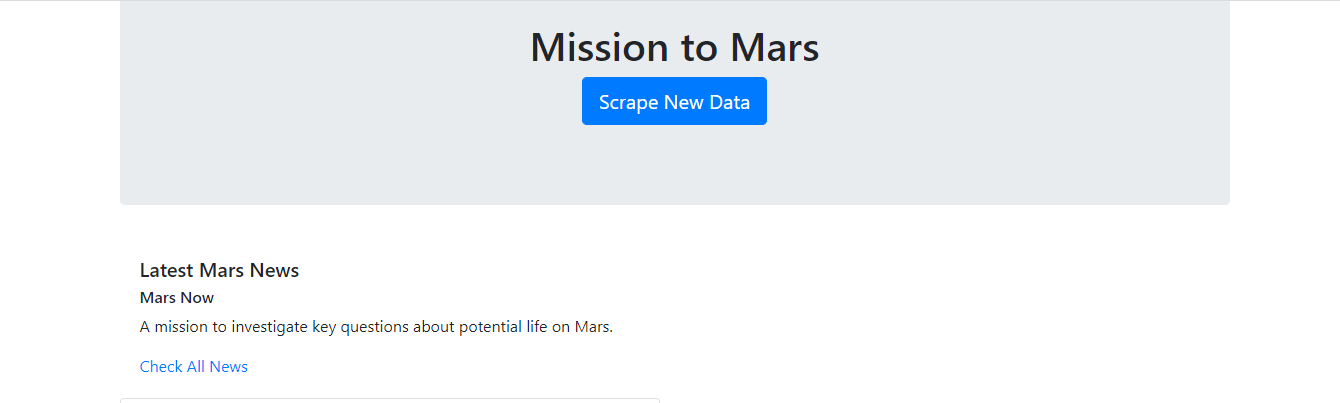 Mission to Mars
Scrape New Data
Latest Mars News
Mars Now
A mission to investigate key questions about potential life on Mars.
Check All News